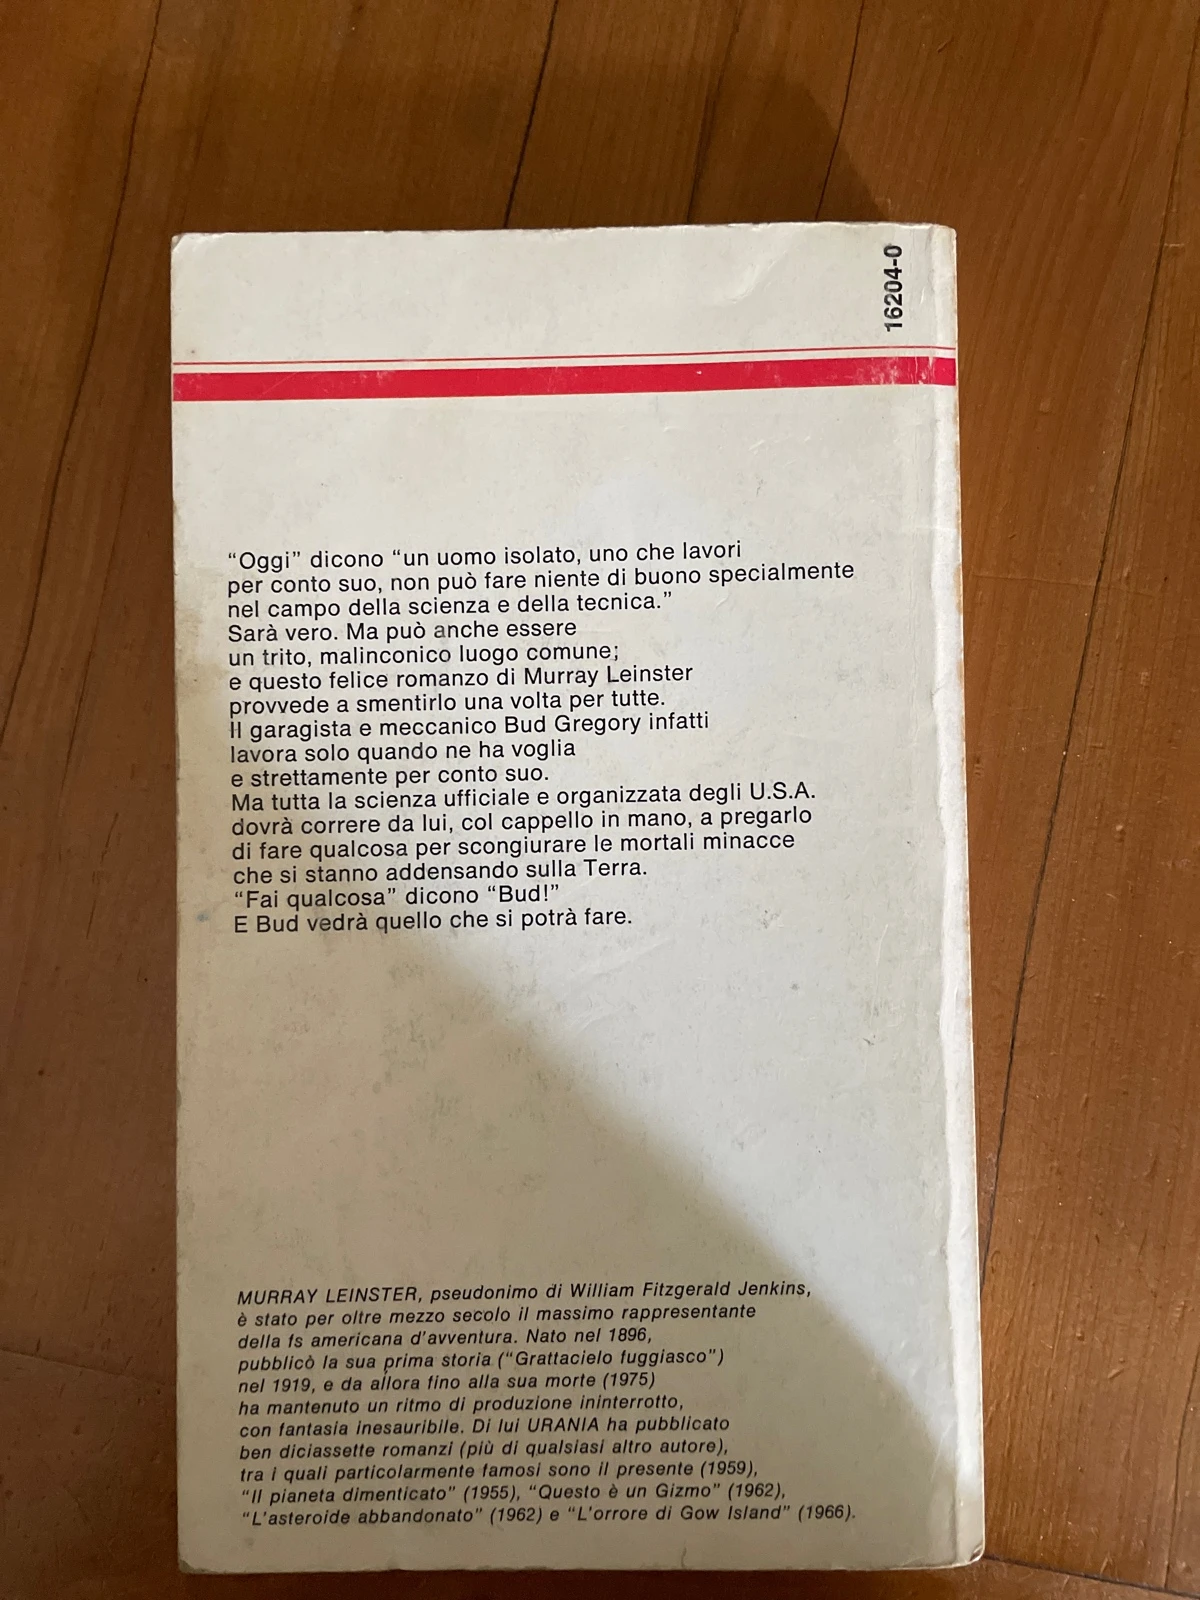 16204-0
“Oggi” dicono “un uomo isolato, uno che lavori
per conto suo, non può fare niente di buono specialmente
nel campo della scienza e della tecnica.”
Sarà vero. Ma può anche essere
un trito, malinconico luogo comune;
e questo felice romanzo di Murray Leinster
provvede a smentirlo una volta per tutte.
Il garagista e meccanico Bud Gregory infatti
lavora solo quando ne ha voglia
e strettamente per conto suo.
Ma tutta la scienza ufficiale e organizzata degli U.S.A.
dovrà correre da lui, col cappello in mano, a pregarlo
di fare qualcosa per scongiurare le mortali minacce
che si stanno addensando sulla Terra.
“Fai qualcosa” dicono “Bud!”
E Bud vedrà quello che si potrà fare.
MURRAY LEINSTER, pseudonimo di William Fitzgerald Jenkins,
è stato per oltre mezzo secolo il massimo rappresentante
della fs americana d'avventura. Nato nel 1896,
pubblicò la sua prima storia (“Grattacielo fuggiasco”)
nel 1919, e da allora fino alla sua morte (1975)
ha mantenuto un ritmo di produzione ininterrotto,
con fantasia inesauribile. Di lui URANIA ha pubblicato
ben diciassette romanzi (più di qualsiasi altro autore),
tra i quali particolarmente famosi sono il presente (1959),
“Il pianeta dimenticato” (1955), “Questo è un Gizmo” (1962),
“L'asteroide abbandonato” (1962) e “L'orrore di Gow Island” (1966).